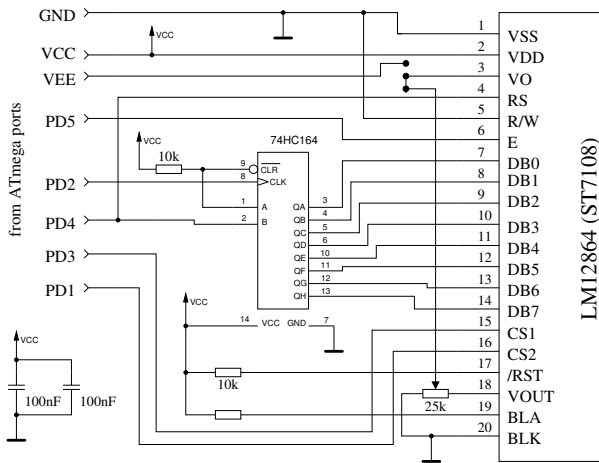 GND
VCC
VEE
PD5
PD2
PD4
PD3
PD1
from ATmega ports
VCC
VCC
10k
74HC164
9
CLR
8
CLK
1
A
2
B
QA
3
QB
4
QC
5
QD
6
QE
10
QF
11
QG
12
QH
13
14 VCC GND 7
VCC
10k
VCC
100nF 100nF
25k
1 VSS
2 VDD
3 VO
4 RS
5 R/W
6 E
7 DB0
8 DB1
9 DB2
10 DB3
11 DB4
12 DB5
13 DB6
14 DB7
15 CS1
16 CS2
17 /RST
18 VOUT
19 BLA
20 BLK
LM12864 (ST7108)